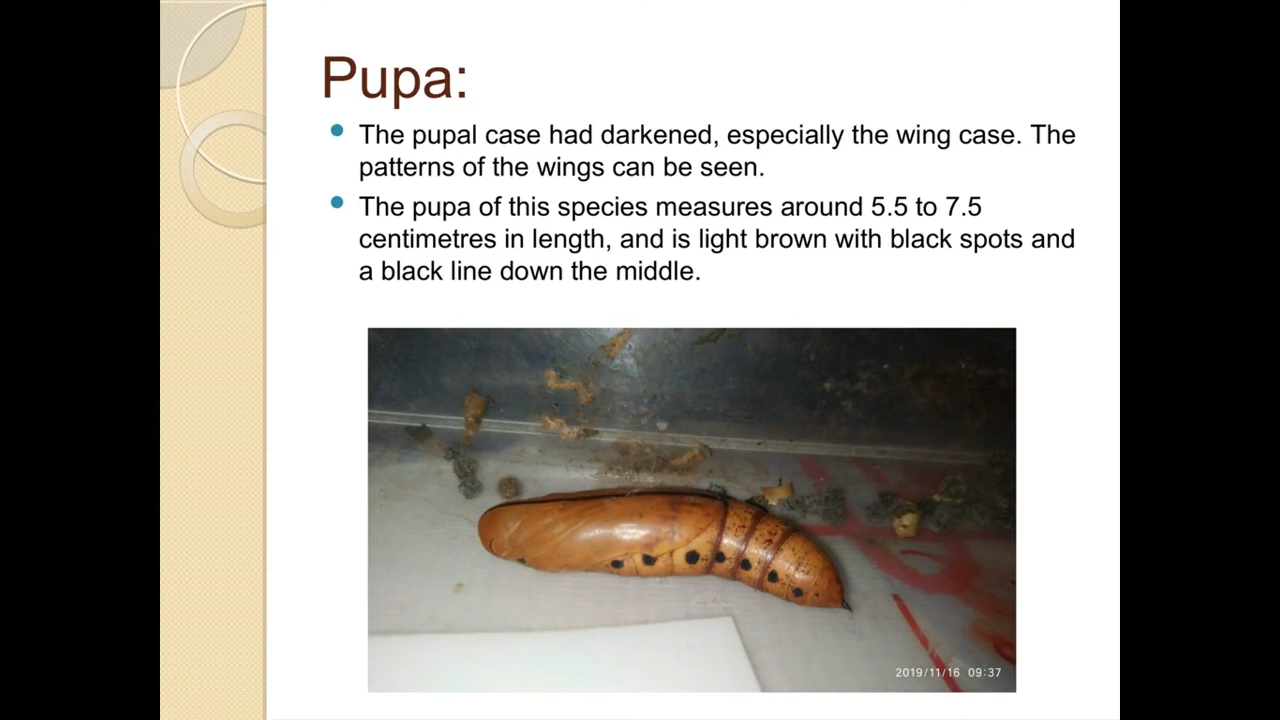 Pupa:
The pupal case had darkened, especially the wing case. The
patterns of the wings can be seen.
The pupa of this species measures around 5.5 to 7.5
centimetres in length, and is light brown with black spots and
a black line down the middle.
2019/11/16 09:37